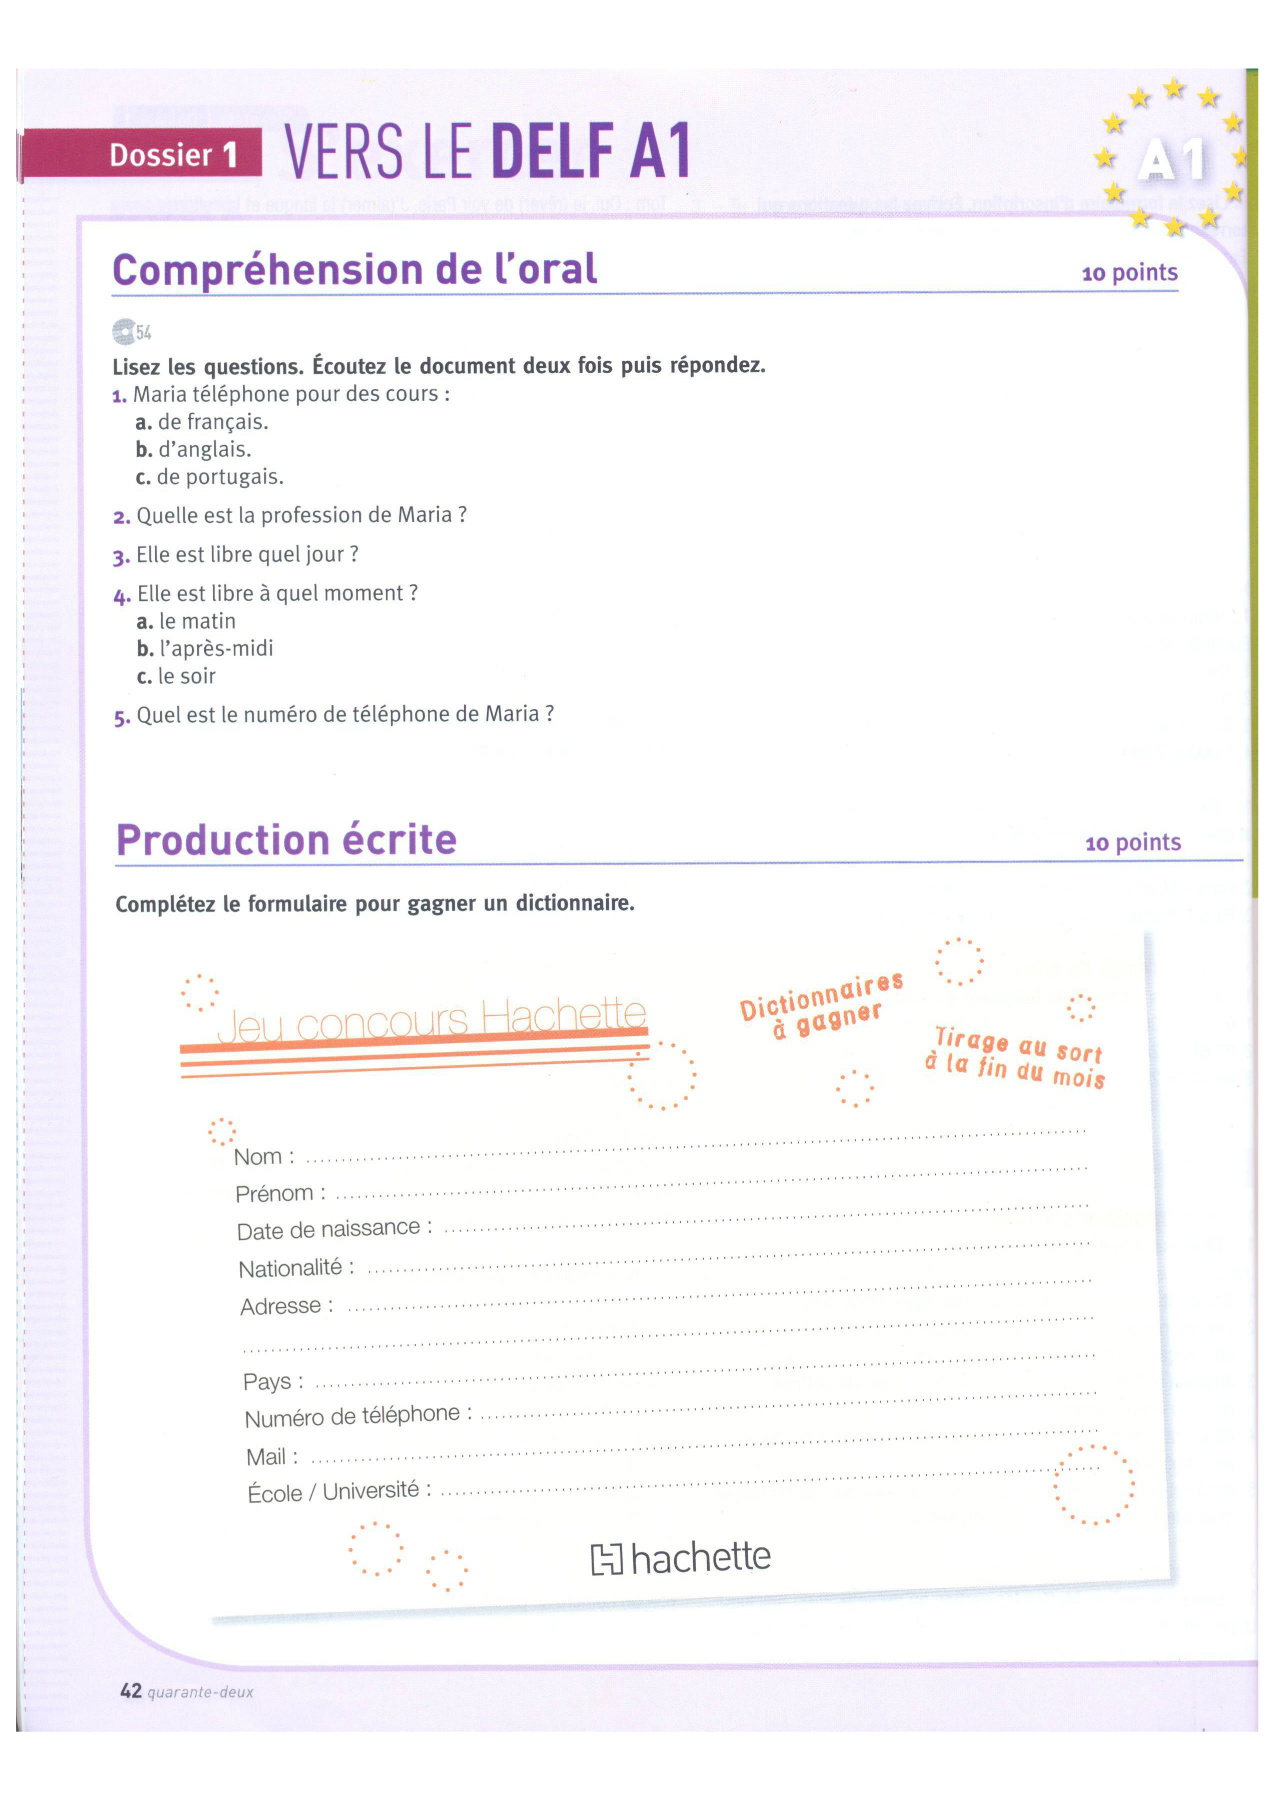 Dossier 1 VERS LE DELF A1
A1
Compréhension de l'oral 10 points
54
Lisez les questions. Écoutez le document deux fois puis répondez.
1. Maria téléphone pour des cours :
a. de français.
b. d'anglais.
c. de portugais.
2. Quelle est la profession de Maria ?
3. Elle est libre quel jour ?
4. Elle est libre à quel moment ?
a. le matin
b. l'après-midi
c. le soir
5. Quel est le numéro de téléphone de Maria ?
Production écrite 10 points
Complétez le formulaire pour gagner un dictionnaire.
Jeu concours Hachette
Dictionnaires
à gagner
Tirage au sort
à la fin du mois
Nom :
Prénom :
Date de naissance :
Nationalité :
Adresse :
Pays :
Numéro de téléphone :
Mail :
École / Université :
hachette
42 quarante-deux